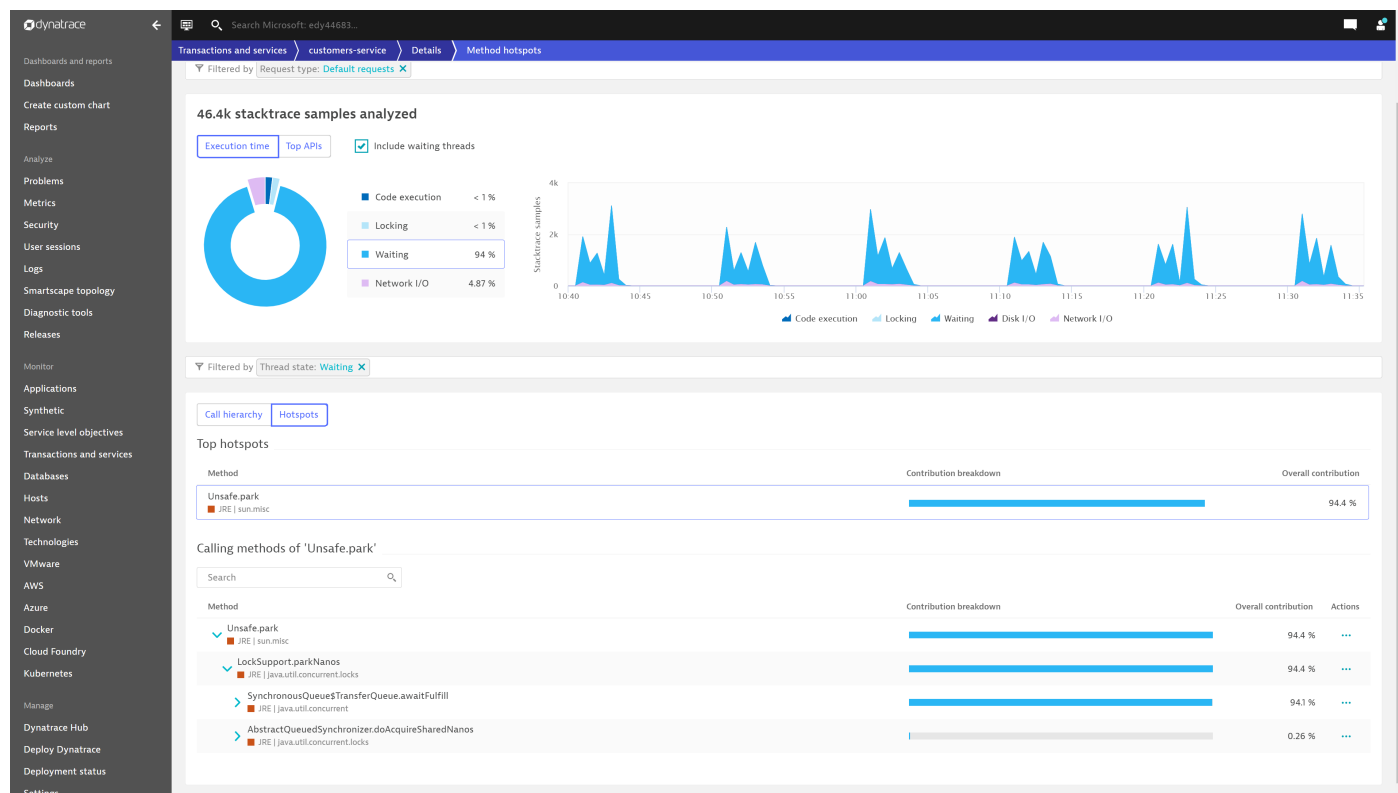 dynatrace
Search Microsoft: edy44683...
Transactions and services
customers-service
Details
Method hotspots
Dashboards and reports
Dashboards
Create custom chart
Reports
Analyze
Problems
Metrics
Security
User sessions
Logs
Smartscape topology
Diagnostic tools
Releases
Monitor
Applications
Synthetic
Service level objectives
Transactions and services
Databases
Hosts
Network
Technologies
VMware
AWS
Azure
Docker
Cloud Foundry
Kubernetes
Manage
Dynatrace Hub
Deploy Dynatrace
Deployment status
Settings
Filtered by Request type: Default requests
46.4k stacktrace samples analyzed
Execution time Top APIs Include waiting threads
Code execution < 1 %
Locking < 1 %
Waiting 94 %
Network I/O 4.87 %
Stacktrace samples
4k
2k
0
10:40 10:45 10:50 10:55 11:00 11:05 11:10 11:15 11:20 11:25 11:30 11:35
Code execution Locking Waiting Disk I/O Network I/O
Filtered by Thread state: Waiting
Call hierarchy Hotspots
Top hotspots
Method Contribution breakdown Overall contribution
Unsafe.park
JRE | sun.misc
94.4 %
Calling methods of 'Unsafe.park'
Search
Method Contribution breakdown Overall contribution Actions
Unsafe.park
JRE | sun.misc
94.4 % ...
LockSupport.parkNanos
JRE | java.util.concurrent.locks
94.4 % ...
SynchronousQueue$TransferQueue.awaitFulfill
JRE | java.util.concurrent
94.1 % ...
AbstractQueuedSynchronizer.doAcquireSharedNanos
JRE | java.util.concurrent.locks
0.26 % ...